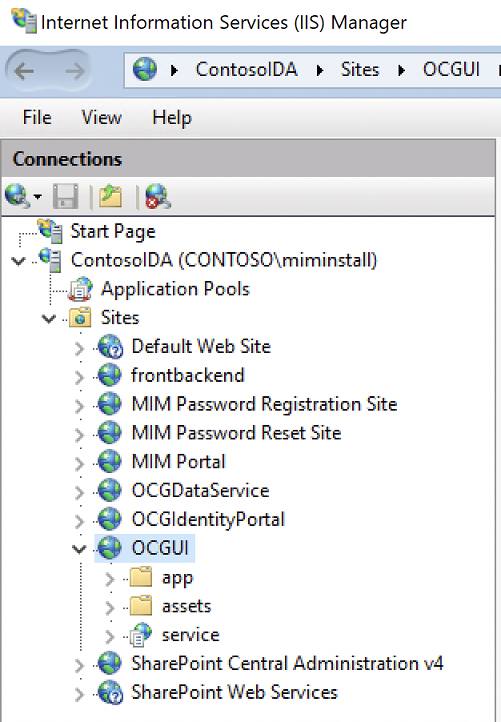 Internet Information Services (IIS) Manager
ContosoIDA Sites OCGUI
File View Help
Connections
Start Page
ContosoIDA (CONTOSO\miminstall)
Application Pools
Sites
Default Web Site
frontbackend
MIM Password Registration Site
MIM Password Reset Site
MIM Portal
OCGDataService
OCGIdentityPortal
OCGUI
app
assets
service
SharePoint Central Administration v4
SharePoint Web Services